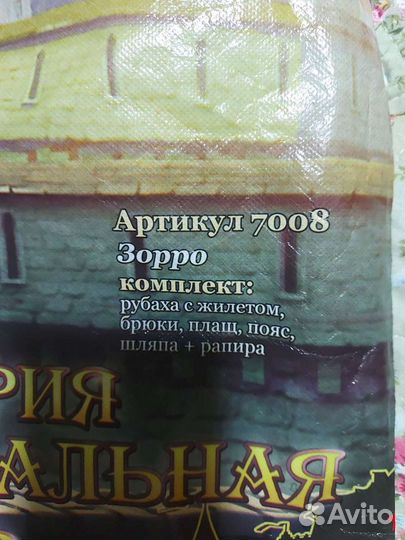 Артикул 7008
Зорро
комплект:
рубаха с жилетом,
брюки, плащ, пояс,
шляпа + рапира
РИЯ
АЛЬНАЯ
Avito